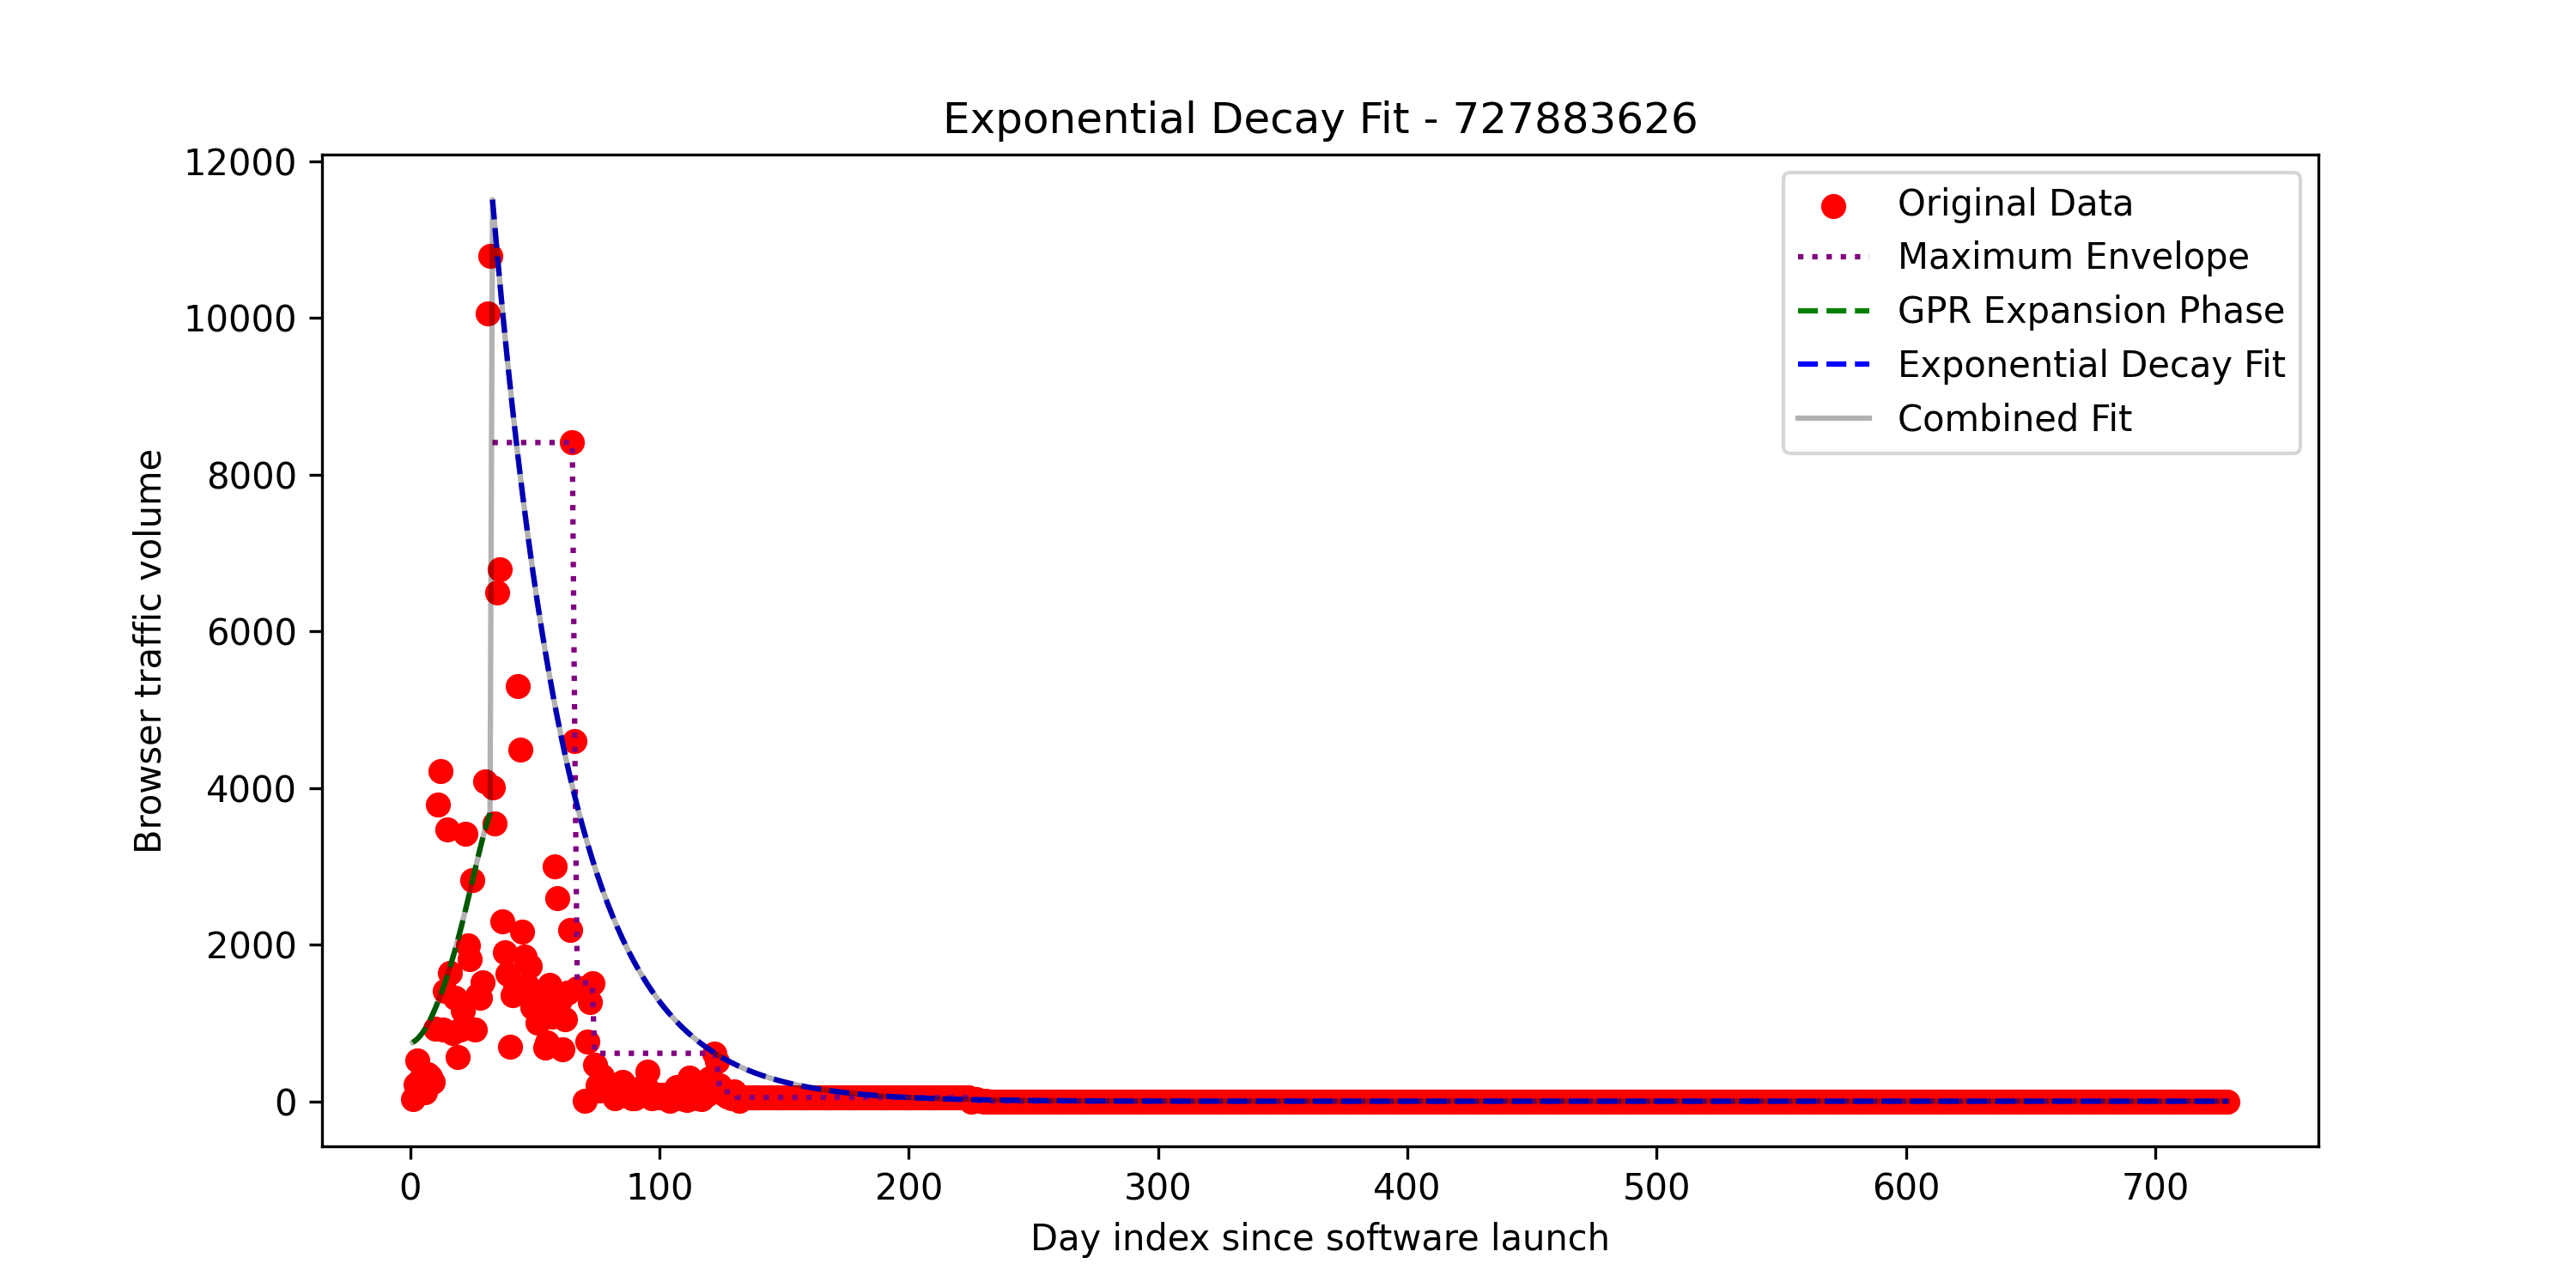 Exponential Decay Fit - 727883626
12000
10000
8000
6000
4000
2000
0
Browser traffic volume
Original Data
Maximum Envelope
GPR Expansion Phase
Exponential Decay Fit
Combined Fit
0 100 200 300 400 500 600 700
Day index since software launch